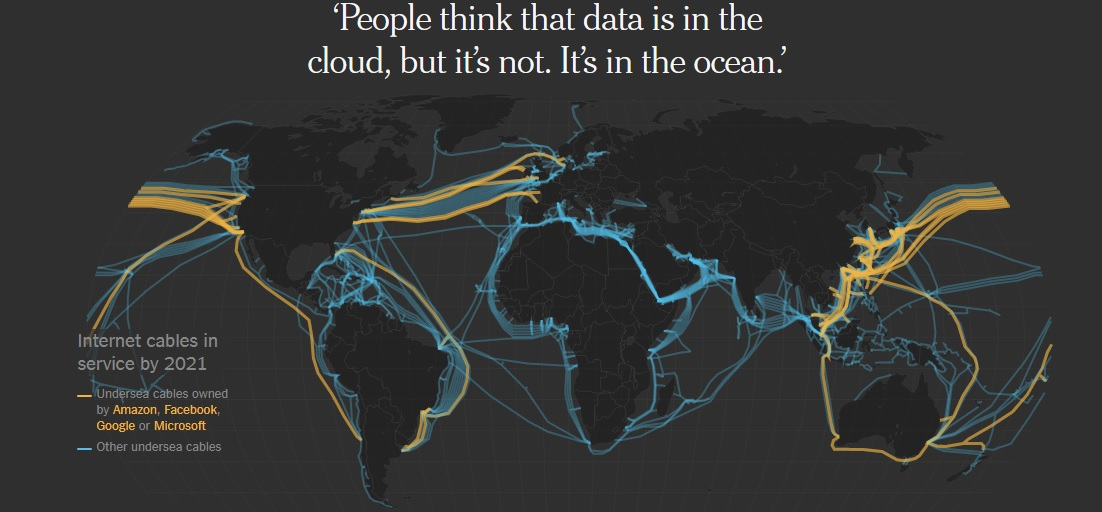 ‘People think that data is in the
cloud, but it’s not. It’s in the ocean.’
Internet cables in
service by 2021
Undersea cables owned
by Amazon, Facebook,
Google or Microsoft
Other undersea cables